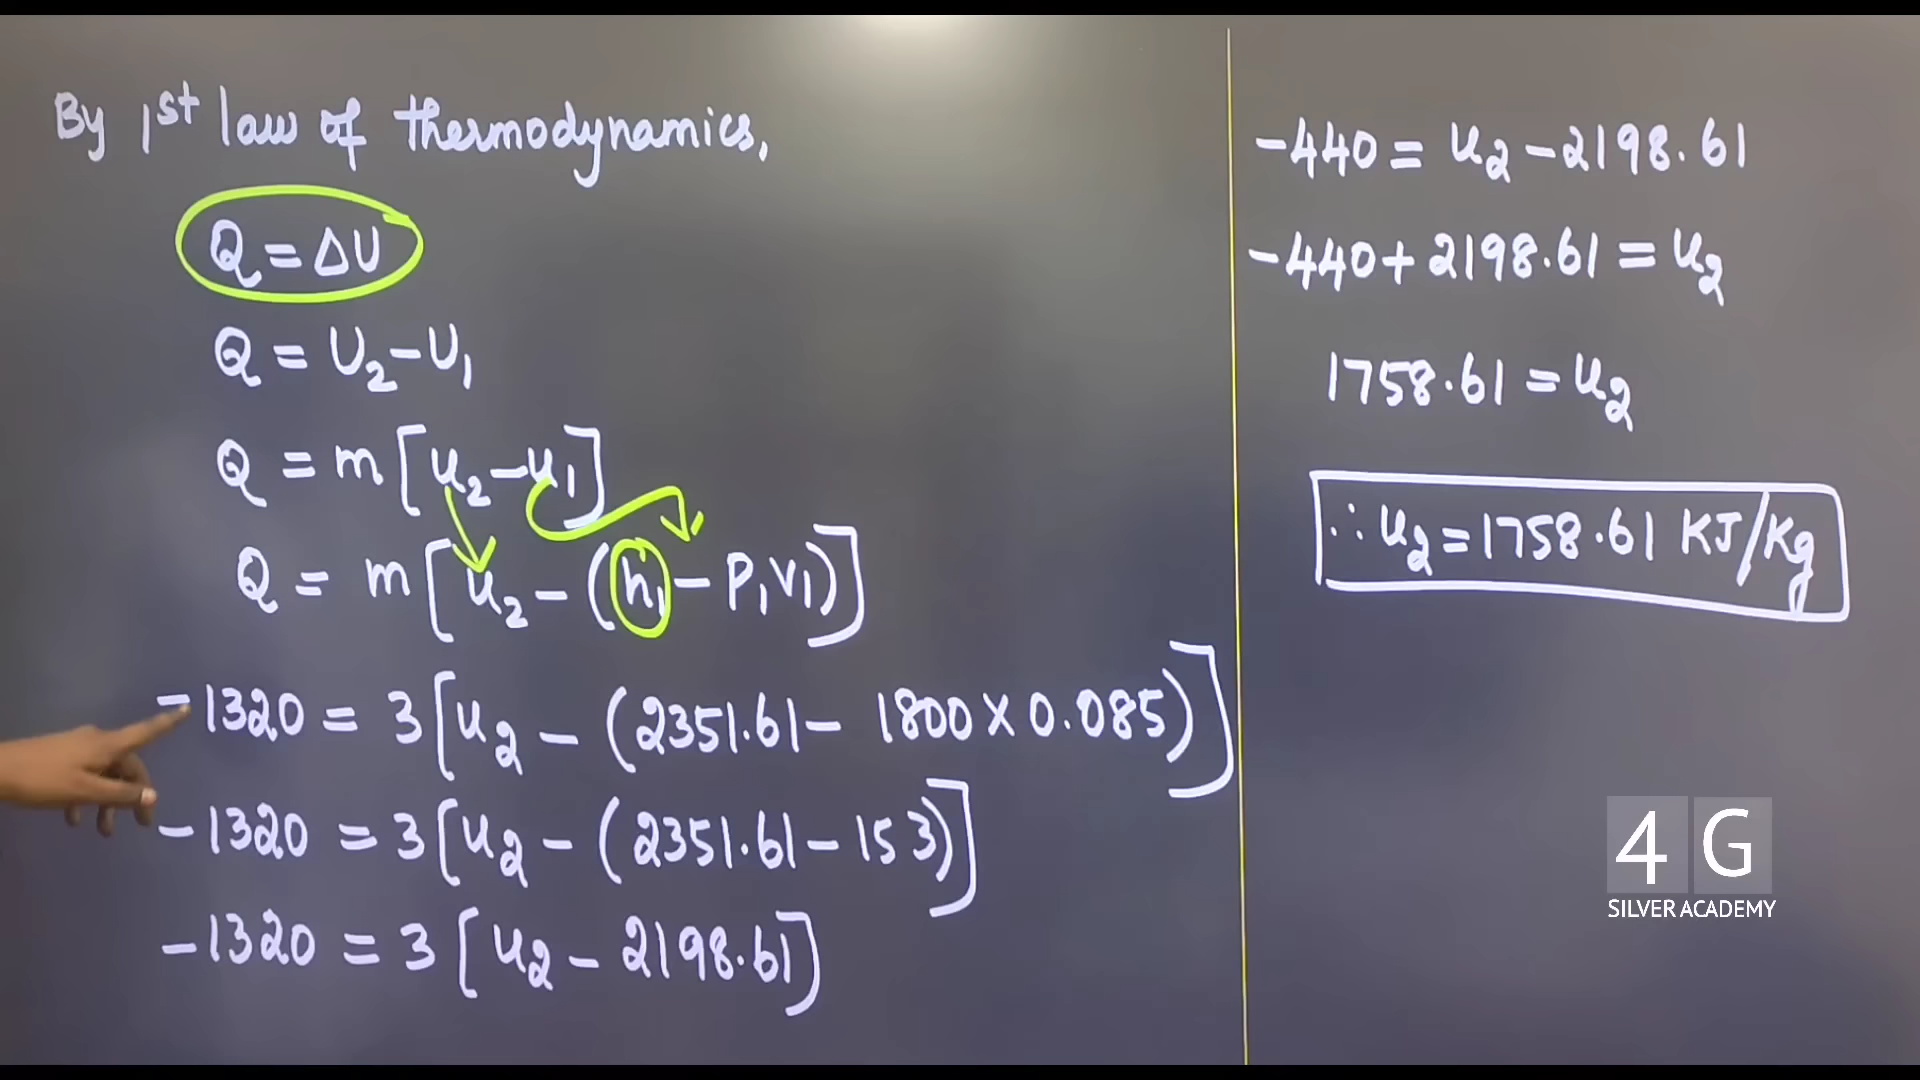 By 1st law of thermodynamics,
Q = ΔU
Q = U₂ - U₁
Q = m [u₂ - u₁]
Q = m [u₂ - (h₁ - P₁V₁)]
-1320 = 3 [u₂ - (2351.61 - 1800 × 0.085)]
-1320 = 3 [u₂ - (2351.61 - 153)]
-1320 = 3 [u₂ - 2198.61]
-440 = u₂ - 2198.61
-440 + 2198.61 = u₂
1758.61 = u₂
∴ u₂ = 1758.61 KJ/Kg
4 G
SILVER ACADEMY